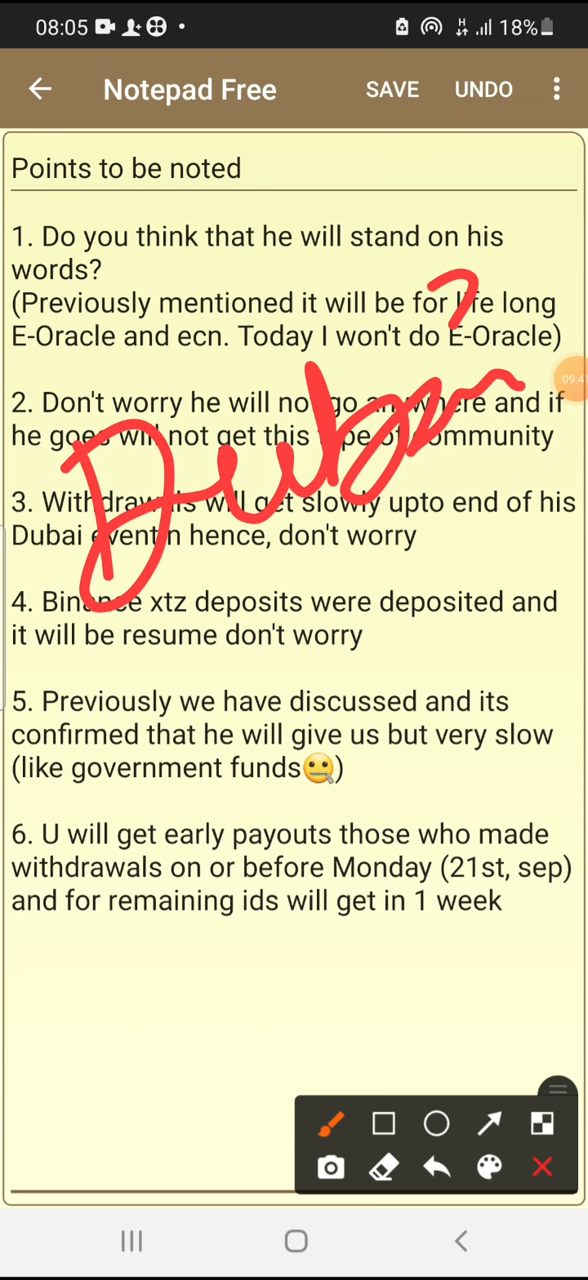 08:05 18%
Notepad Free SAVE UNDO
Points to be noted
1. Do you think that he will stand on his
words?
(Previously mentioned it will be for life long
E-Oracle and ecn. Today I won't do E-Oracle)
2. Don't worry he will not go anywhere and if
he goes will not get this type of community
3. Withdrawals will get slowly upto end of his
Dubai event n hence, don't worry
4. Binance xtz deposits were deposited and
it will be resume don't worry
5. Previously we have discussed and its
confirmed that he will give us but very slow
(like government funds🤐)
6. U will get early payouts those who made
withdrawals on or before Monday (21st, sep)
and for remaining ids will get in 1 week
?